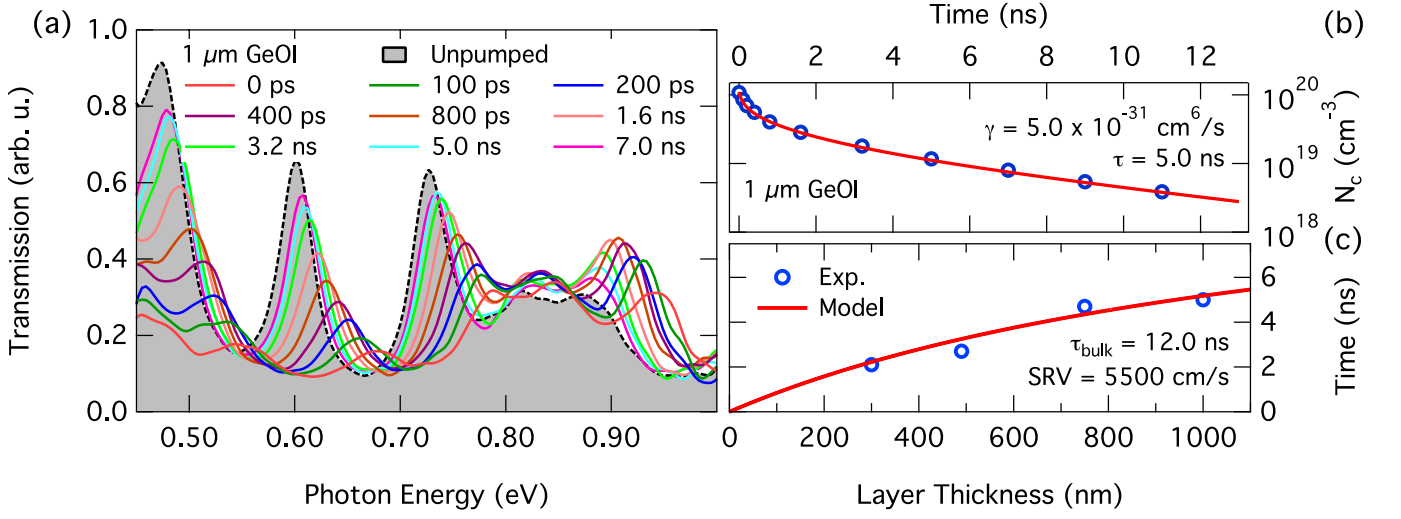 (a)
1.0
0.8
0.6
0.4
0.2
0.0
Transmission (arb. u.)
1 µm GeOI Unpumped
0 ps 100 ps 200 ps
400 ps 800 ps 1.6 ns
3.2 ns 5.0 ns 7.0 ns
0.50 0.60 0.70 0.80 0.90
Photon Energy (eV)
Time (ns)
(b)
0 2 4 6 8 10 12
10^20
10^19
10^18
N_c (cm^-3)
γ = 5.0 x 10^-31 cm^6/s
τ = 5.0 ns
1 µm GeOI
(c)
10
6
4
2
0
Time (ns)
Exp.
Model
τ_bulk = 12.0 ns
SRV = 5500 cm/s
0 200 400 600 800 1000
Layer Thickness (nm)